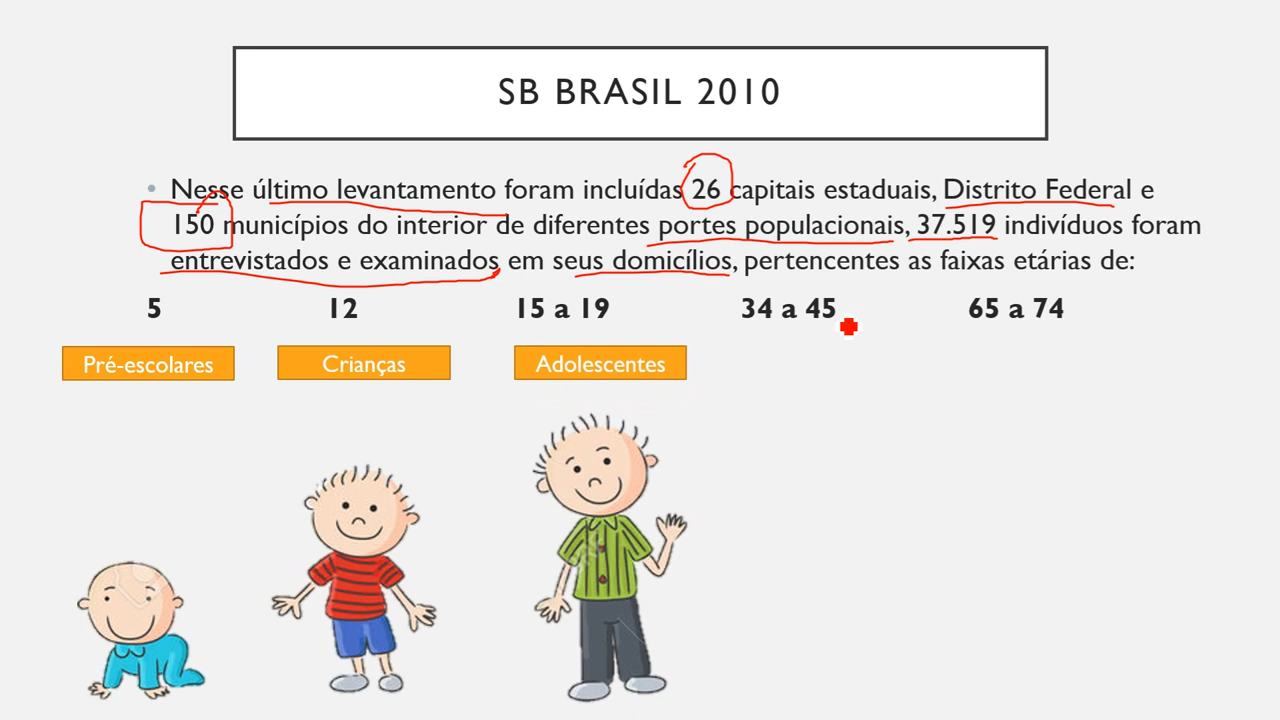 SB BRASIL 2010
Nesse último levantamento foram incluídas 26 capitais estaduais, Distrito Federal e
150 municípios do interior de diferentes portes populacionais, 37.519 indivíduos foram
entrevistados e examinados em seus domicílios, pertencentes as faixas etárias de:
5 12 15 a 19 34 a 45 65 a 74
Pré-escolares Crianças Adolescentes